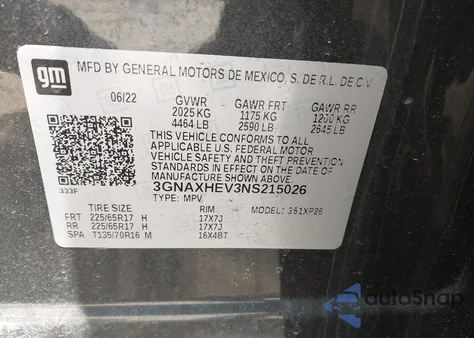 gm
MFD BY GENERAL MOTORS DE MEXICO, S. DE R.L. DE C.V.
06/22 GVWR GAWR FRT GAWR RR
2025 KG 1175 KG 1200 KG
4464 LB 2590 LB 2645 LB
THIS VEHICLE CONFORMS TO ALL
APPLICABLE U.S. FEDERAL MOTOR
VEHICLE SAFETY AND THEFT PREVENTION
STANDARDS IN EFFECT ON THE DATE OF
MANUFACTURE SHOWN ABOVE.
333F 3GNAXHEV3NS215026
TYPE: MPV
TIRE SIZE RIM MODEL: 361XP26
FRT 225/65R17 H 17X7J
RR 225/65R17 H 17X7J
SPA T135/70R16 M 16X4BT
autoSnap